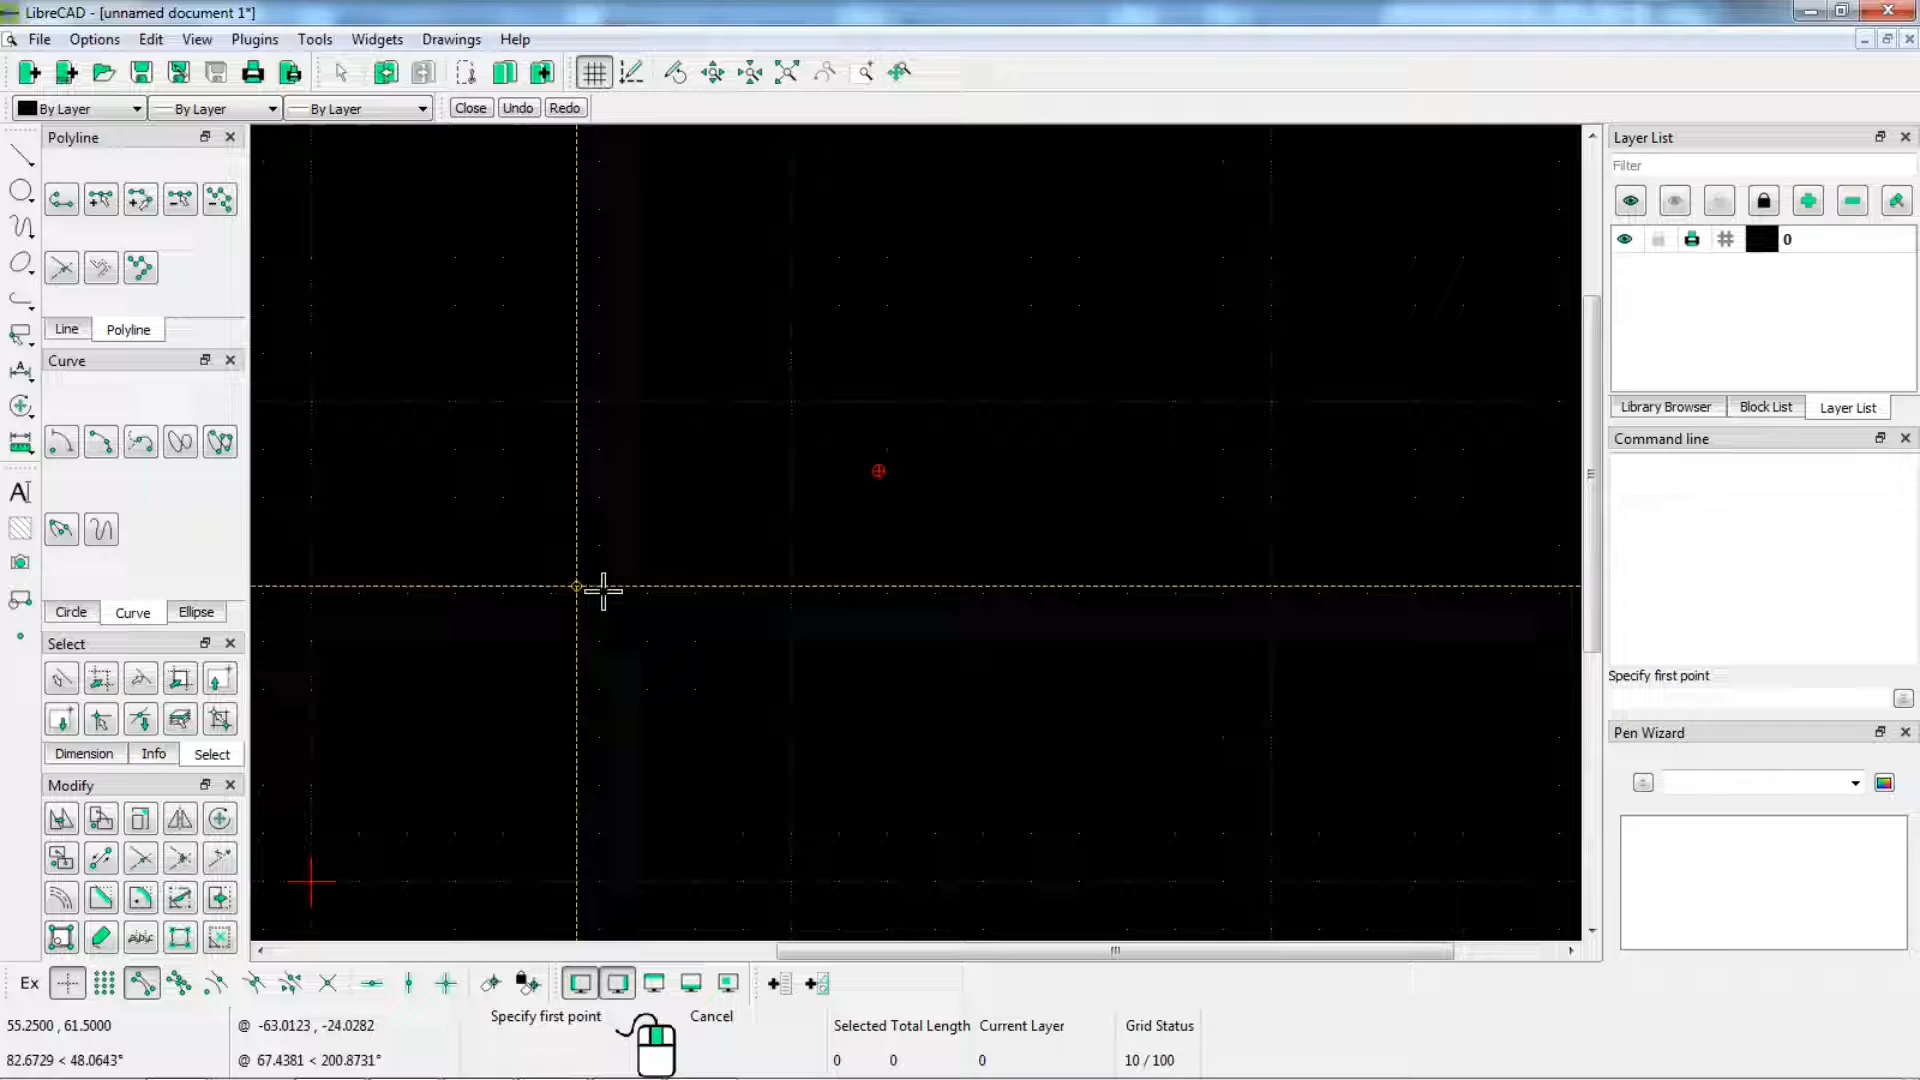 LibreCAD - [unnamed document 1*]
File Options Edit View Plugins Tools Widgets Drawings Help
By Layer By Layer By Layer Close Undo Redo
Polyline
Line Polyline
Curve
Circle Curve Ellipse
Select
Dimension Info Select
Modify
Layer List
Filter
0
Library Browser Block List Layer List
Command line
Specify first point
Pen Wizard
Ex
55.2500 , 61.5000
82.6729 < 48.0643°
@ -63.0123 , -24.0282
@ 67.4381 < 200.8731°
Specify first point Cancel
Selected Total Length Current Layer Grid Status
0 0 0 10 / 100